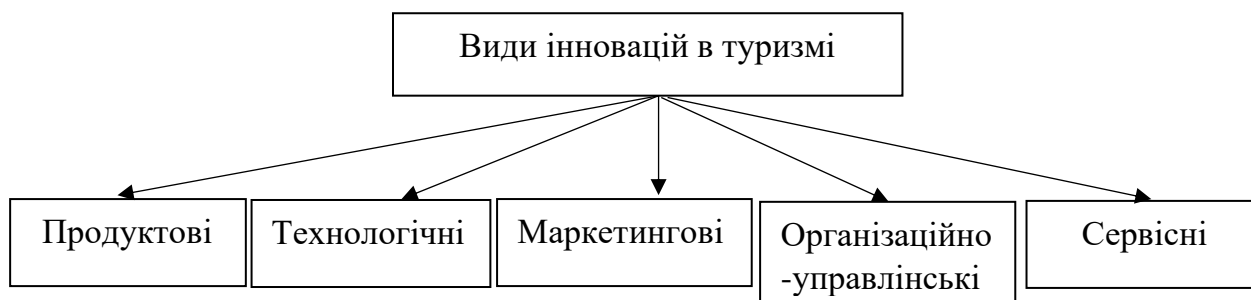 Види інновацій в туризмі
Продуктові
Технологічні
Маркетингові
Організаційно
-управлінські
Сервісні